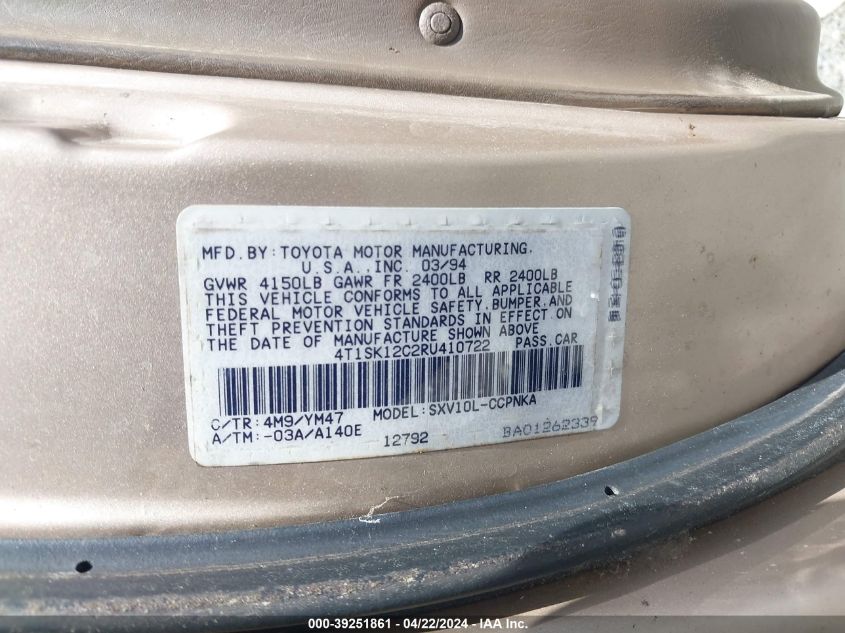 MFD. BY: TOYOTA MOTOR MANUFACTURING.
U.S.A., INC. 03/94
GVWR 4150LB GAWR FR 2400LB RR 2400LB
THIS VEHICLE CONFORMS TO ALL APPLICABLE
FEDERAL MOTOR VEHICLE SAFETY, BUMPER, AND
THEFT PREVENTION STANDARDS IN EFFECT ON
THE DATE OF MANUFACTURE SHOWN ABOVE
4T1SK12C2RU410722 PASS.CAR
C/TR: 4M9/YM47 MODEL: SXV10L-CCPNKA
A/TM: -03A/A140E 12792 BA01262339
000-39251861 - 04/22/2024 - IAA Inc.